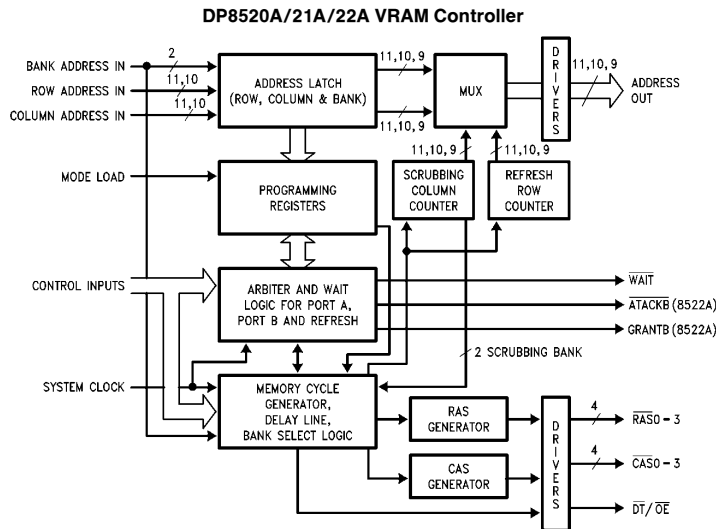 DP8520A/21A/22A VRAM Controller
BANK ADDRESS IN
2
ROW ADDRESS IN
11,10
COLUMN ADDRESS IN
11,10
ADDRESS LATCH
(ROW, COLUMN & BANK)
11,10,9
11,10,9
MUX
DRIVERS
11,10,9
ADDRESS
OUT
11,10,9
11,10,9
MODE LOAD
PROGRAMMING
REGISTERS
SCRUBBING
COLUMN
COUNTER
REFRESH
ROW
COUNTER
CONTROL INPUTS
ARBITER AND WAIT
LOGIC FOR PORT A,
PORT B AND REFRESH
WAIT
ATACKB (8522A)
GRANTB (8522A)
2 SCRUBBING BANK
SYSTEM CLOCK
MEMORY CYCLE
GENERATOR,
DELAY LINE,
BANK SELECT LOGIC
RAS
GENERATOR
CAS
GENERATOR
DRIVERS
4
RAS0-3
4
CAS0-3
DT/OE